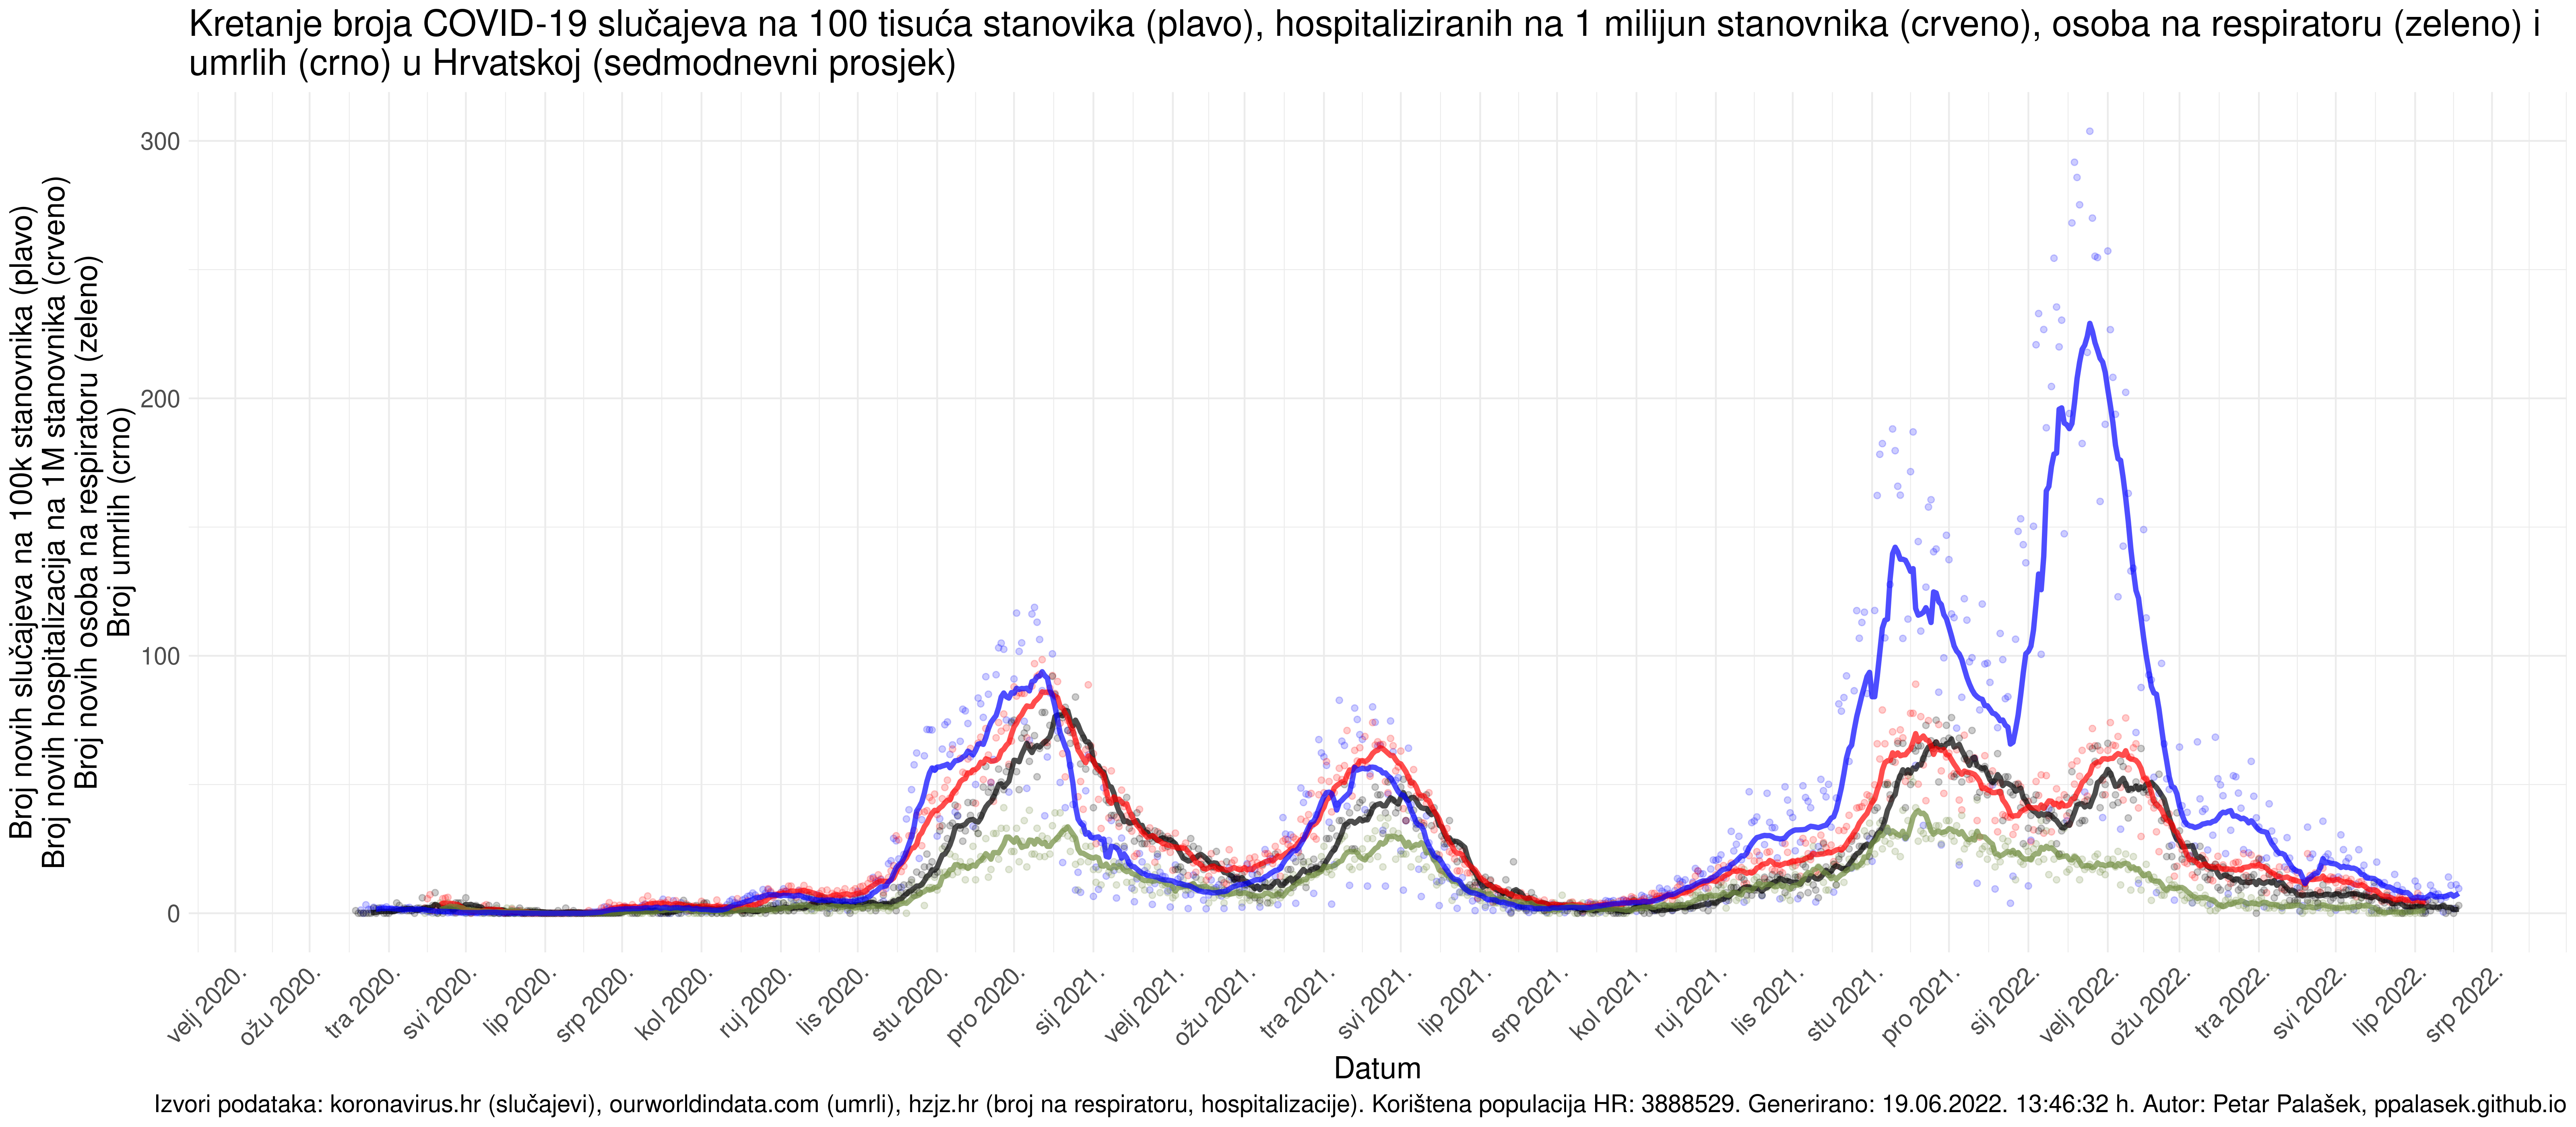 Kretanje broja COVID-19 slučajeva na 100 tisuća stanovika (plavo), hospitaliziranih na 1 milijun stanovnika (crveno), osoba na respiratoru (zeleno) i
umrlih (crno) u Hrvatskoj (sedmodnevni prosjek)
Broj novih slučajeva na 100k stanovnika (plavo)
Broj novih hospitalizacija na 1M stanovnika (crveno)
Broj novih osoba na respiratoru (zeleno)
Broj umrlih (crno)
300
200
100
0
velj 2020.
ožu 2020.
tra 2020.
svi 2020.
lip 2020.
srp 2020.
kol 2020.
ruj 2020.
lis 2020.
stu 2020.
pro 2020.
sij 2021.
velj 2021.
ožu 2021.
tra 2021.
svi 2021.
lip 2021.
srp 2021.
kol 2021.
ruj 2021.
lis 2021.
stu 2021.
pro 2021.
sij 2022.
velj 2022.
ožu 2022.
tra 2022.
svi 2022.
lip 2022.
srp 2022.
Datum
Izvori podataka: koronavirus.hr (slučajevi), ourworldindata.com (umrli), hzjz.hr (broj na respiratoru, hospitalizacije). Korištena populacija HR: 3888529. Generirano: 19.06.2022. 13:46:32 h. Autor: Petar Palašek, ppalasek.github.io